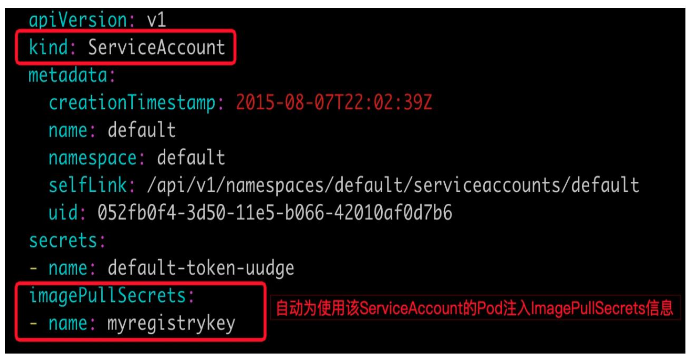 apiVersion: v1
kind: ServiceAccount
metadata:
  creationTimestamp: 2015-08-07T22:02:39Z
  name: default
  namespace: default
  selfLink: /api/v1/namespaces/default/serviceaccounts/default
  uid: 052fb0f4-3d50-11e5-b066-42010af0d7b6
secrets:
- name: default-token-uudge
imagePullSecrets:
- name: myregistrykey
自动为使用该ServiceAccount的Pod注入ImagePullSecrets信息